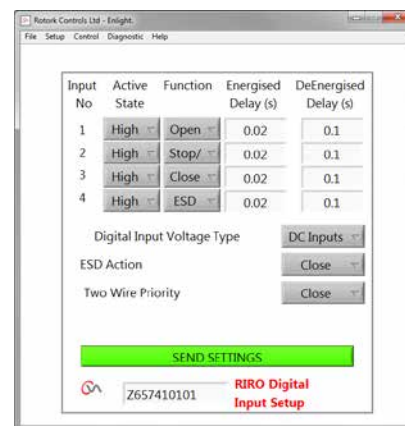 Rotork Controls Ltd - Enlight.
File Setup Control Diagnostic Help
Input No Active State Function Energised Delay (s) DeEnergised Delay (s)
1 High Open 0.02 0.1
2 High Stop/ 0.02 0.1
3 High Close 0.02 0.1
4 High ESD 0.02 0.1
Digital Input Voltage Type DC Inputs
ESD Action Close
Two Wire Priority Close
SEND SETTINGS
Z657410101 RIRO Digital
Input Setup